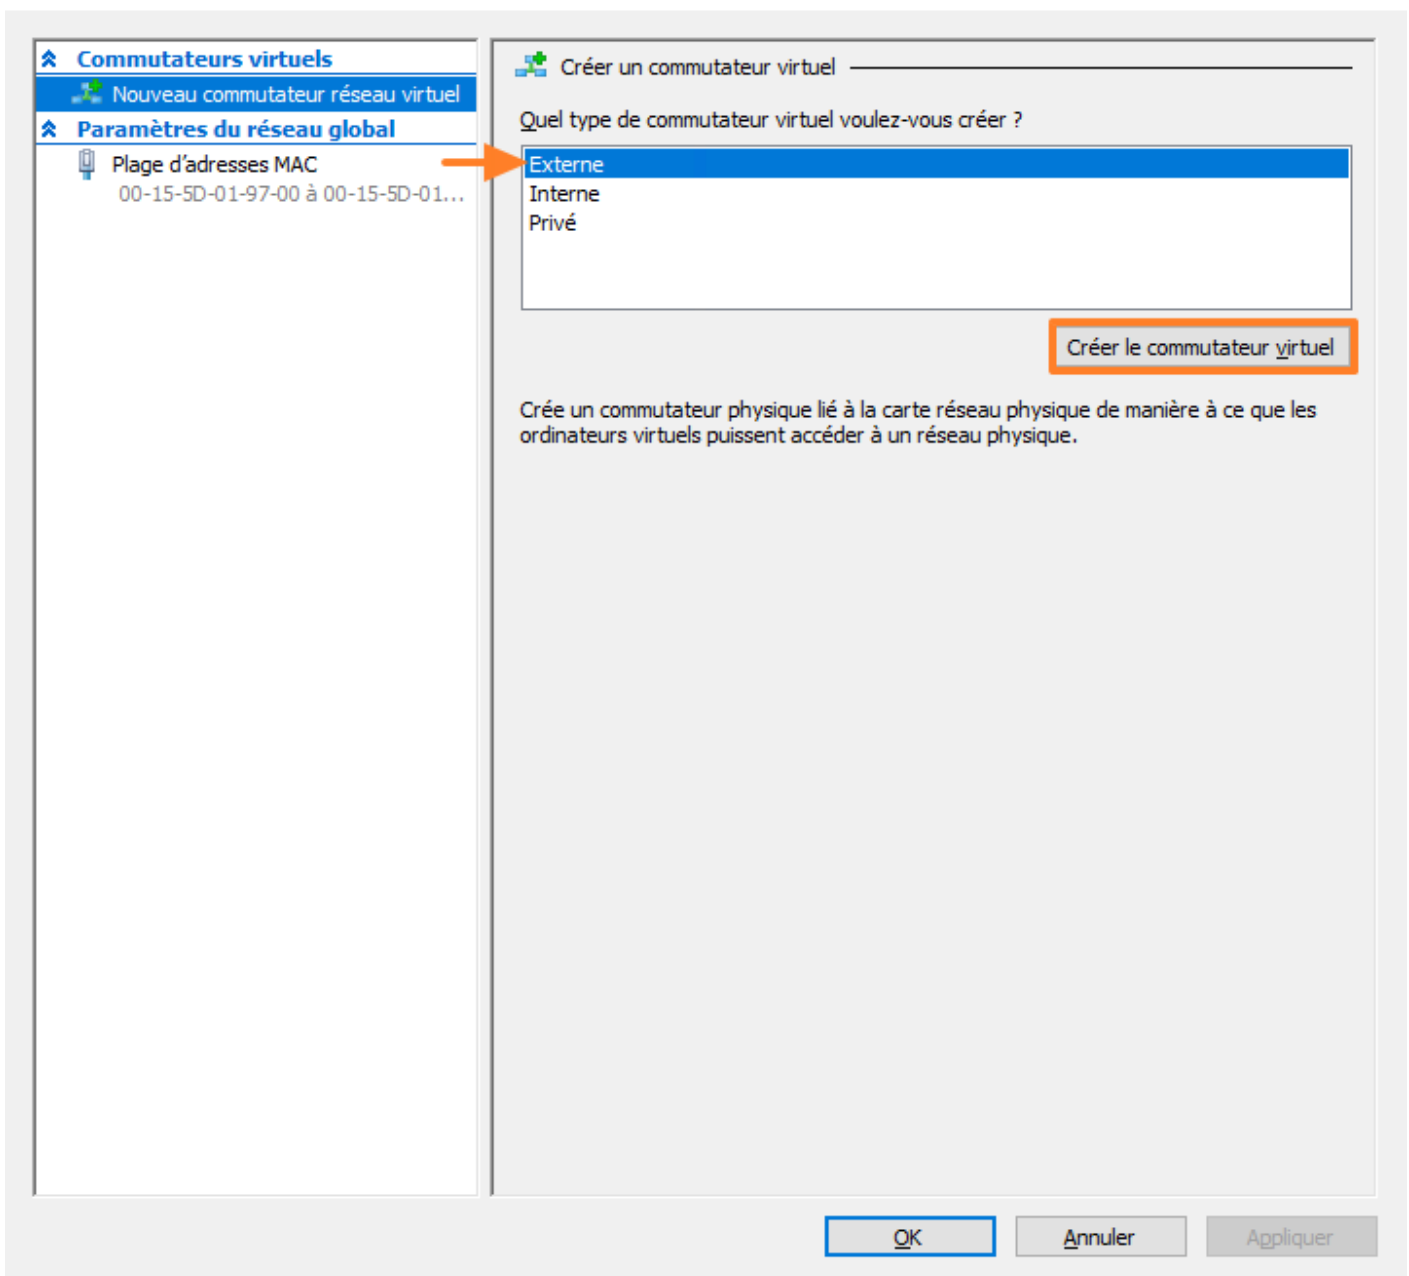 Commutateurs virtuels
Nouveau commutateur réseau virtuel
Paramètres du réseau global
Plage d'adresses MAC
00-15-5D-01-97-00 à 00-15-5D-01...
Créer un commutateur virtuel
Quel type de commutateur virtuel voulez-vous créer ?
Externe
Interne
Privé
Créer le commutateur virtuel
Crée un commutateur physique lié à la carte réseau physique de manière à ce que les
ordinateurs virtuels puissent accéder à un réseau physique.
OK
Annuler
Appliquer